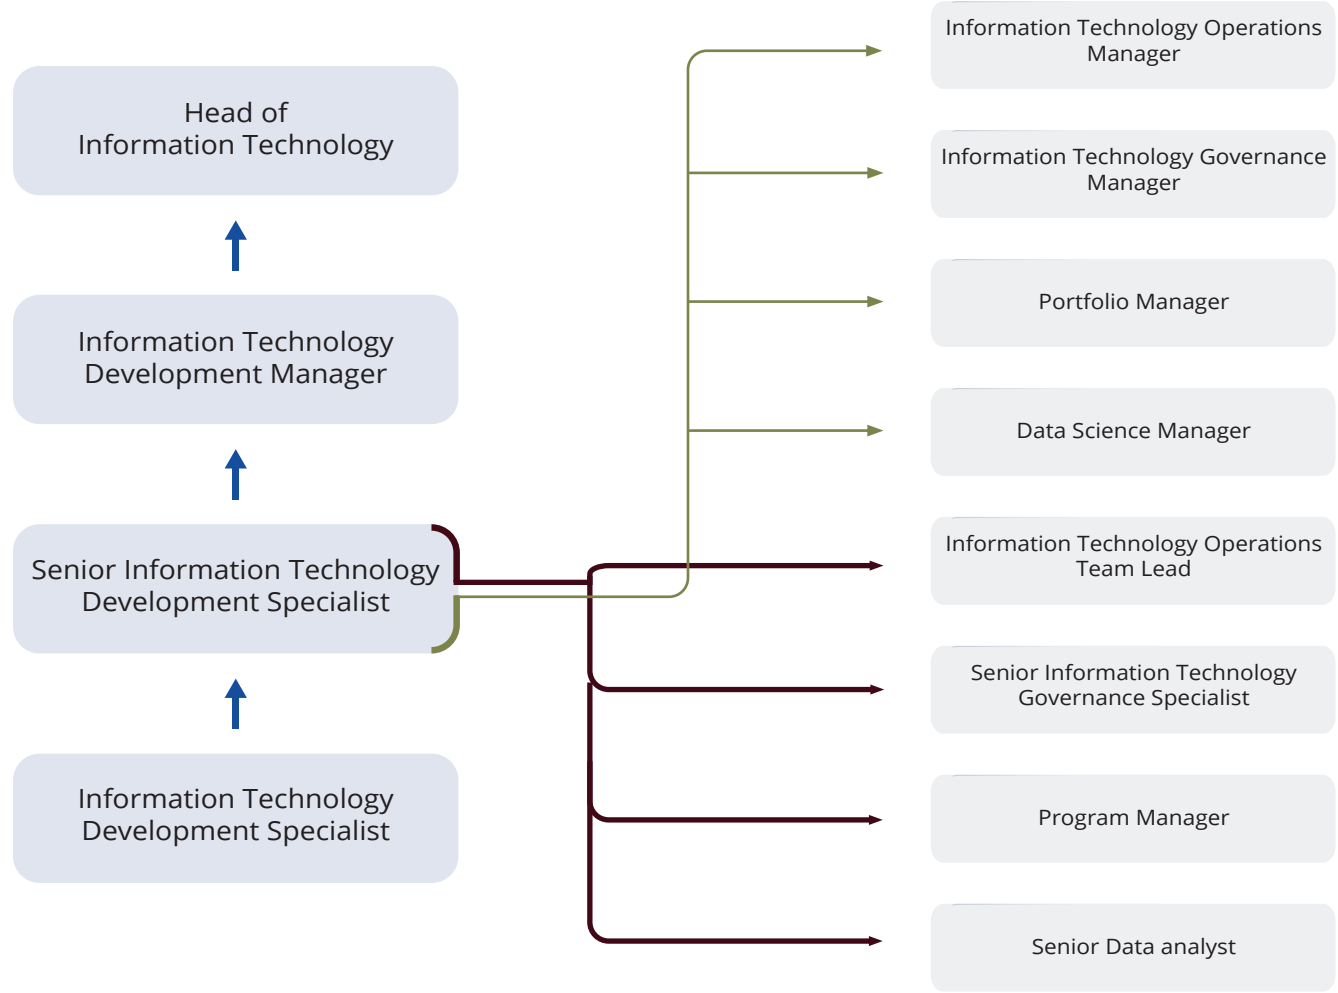 Head of
Information Technology
Information Technology
Development Manager
Senior Information Technology
Development Specialist
Information Technology
Development Specialist
Information Technology Operations
Manager
Information Technology Governance
Manager
Portfolio Manager
Data Science Manager
Information Technology Operations
Team Lead
Senior Information Technology
Governance Specialist
Program Manager
Senior Data analyst